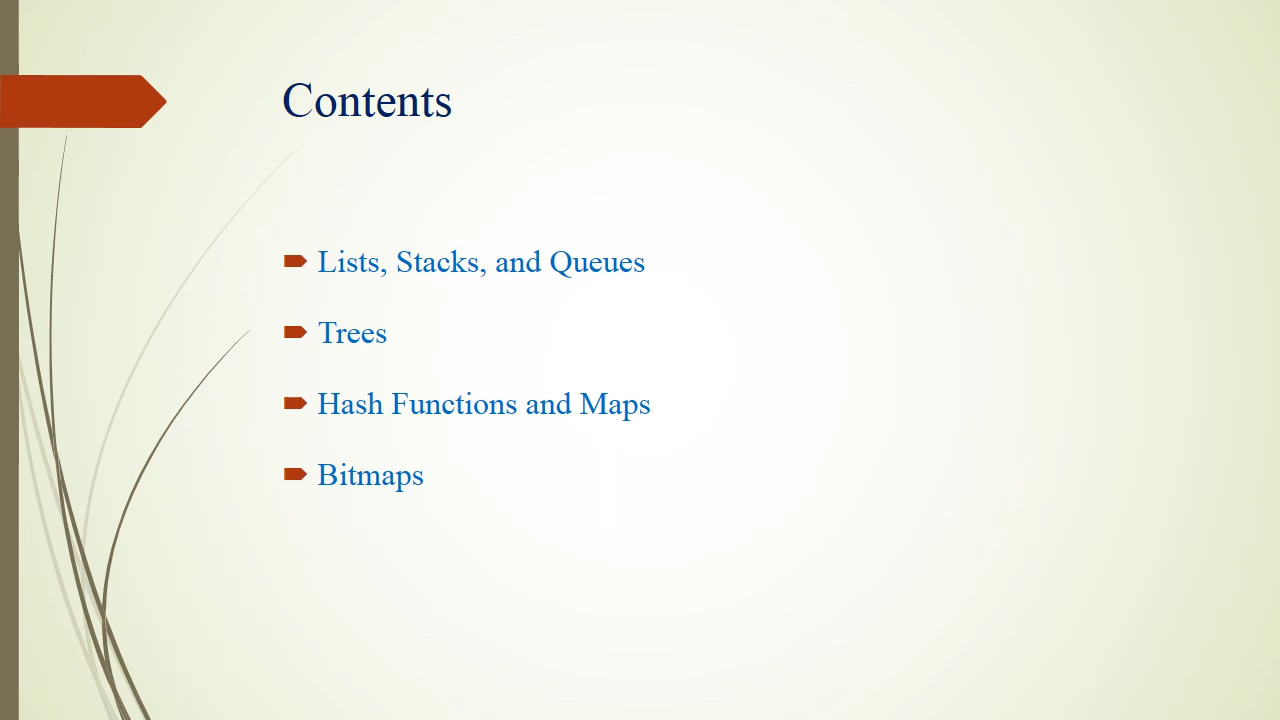 Contents
Lists, Stacks, and Queues
Trees
Hash Functions and Maps
Bitmaps